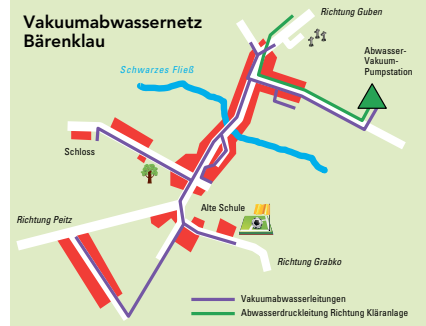 Vakuumabwassernetz
Bärenklau
Richtung Guben
Abwasser-
Vakuum-
Pumpstation
Schwarzes Fließ
Schloss
Alte Schule
Richtung Peitz
Richtung Grabko
Vakuumabwasserleitungen
Abwasserdruckleitung Richtung Kläranlage